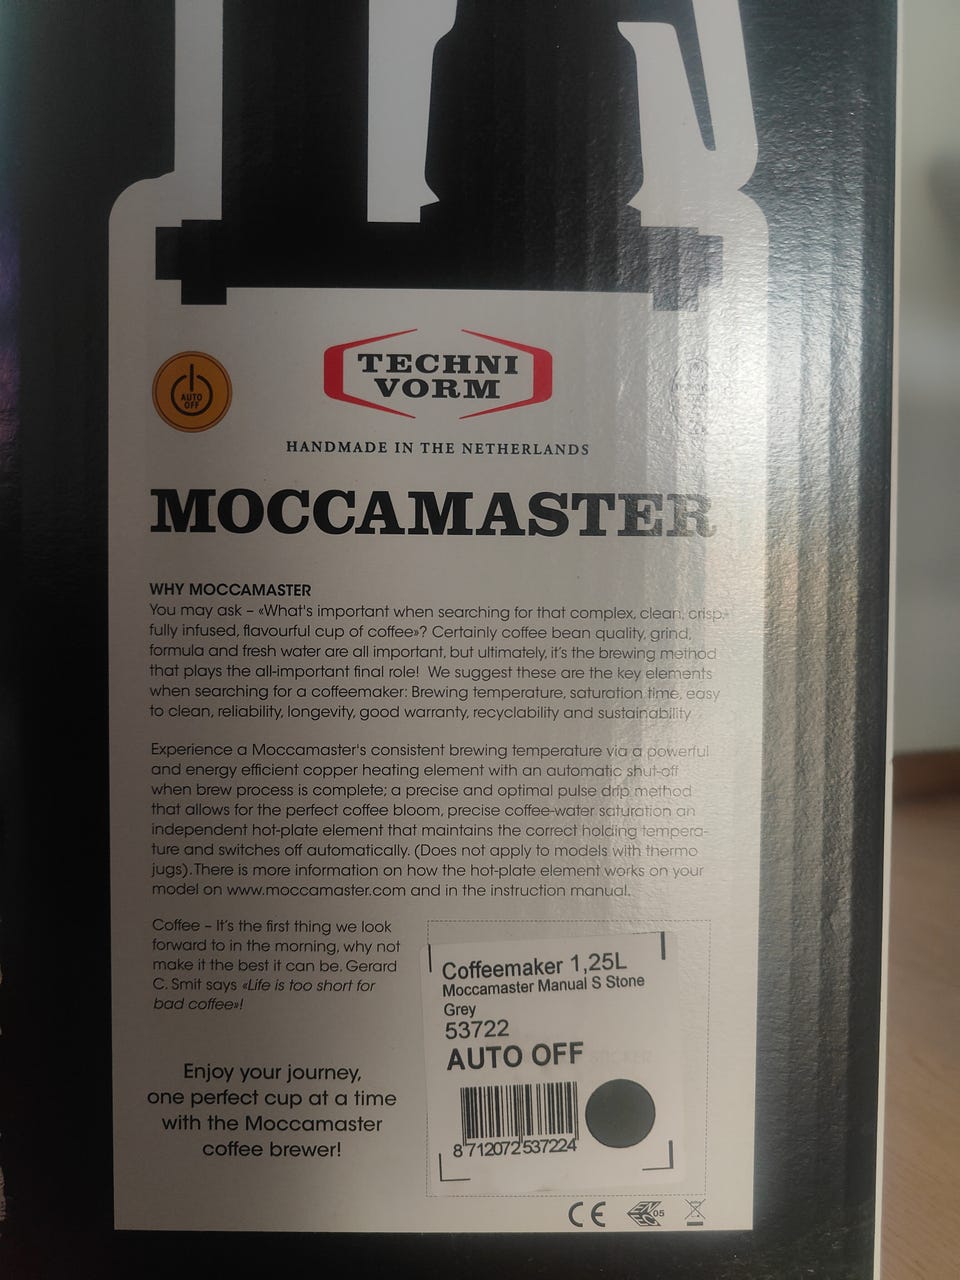 AUTO
OFF
TECHNI
VORM
HANDMADE IN THE NETHERLANDS
MOCCAMASTER
WHY MOCCAMASTER
You may ask – «What's important when searching for that complex, clean, crisp,
fully infused, flavourful cup of coffee»? Certainly coffee bean quality, grind,
formula and fresh water are all important, but ultimately, it's the brewing method
that plays the all-important final role! We suggest these are the key elements
when searching for a coffeemaker: Brewing temperature, saturation time, easy
to clean, reliability, longevity, good warranty, recyclability and sustainability
Experience a Moccamaster's consistent brewing temperature via a powerful
and energy efficient copper heating element with an automatic shut-off
when brew process is complete; a precise and optimal pulse drip method
that allows for the perfect coffee bloom, precise coffee-water saturation an
independent hot-plate element that maintains the correct holding tempera-
ture and switches off automatically. (Does not apply to models with thermo
jugs). There is more information on how the hot-plate element works on your
model on www.moccamaster.com and in the instruction manual.
Coffee – It's the first thing we look
forward to in the morning, why not
make it the best it can be. Gerard
C. Smit says «Life is too short for
bad coffee»!
Enjoy your journey,
one perfect cup at a time
with the Moccamaster
coffee brewer!
Coffeemaker 1,25L
Moccamaster Manual S Stone
Grey
53722
AUTO OFF
8 712072 537224
CE
05